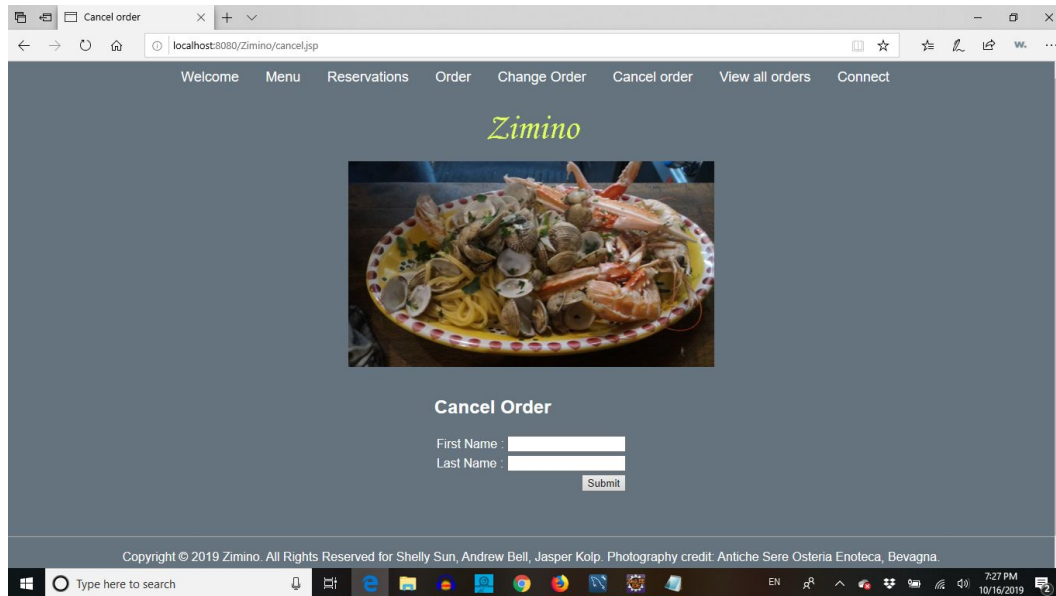 Cancel order
localhost:8080/Zimino/cancel.jsp
W.
Welcome Menu Reservations Order Change Order Cancel order View all orders Connect
Zimino
Cancel Order
First Name :
Last Name :
Submit
Copyright © 2019 Zimino. All Rights Reserved for Shelly Sun, Andrew Bell, Jasper Kolp. Photography credit: Antiche Sere Osteria Enoteca, Bevagna.
Type here to search
EN
7:27 PM
10/16/2019
2